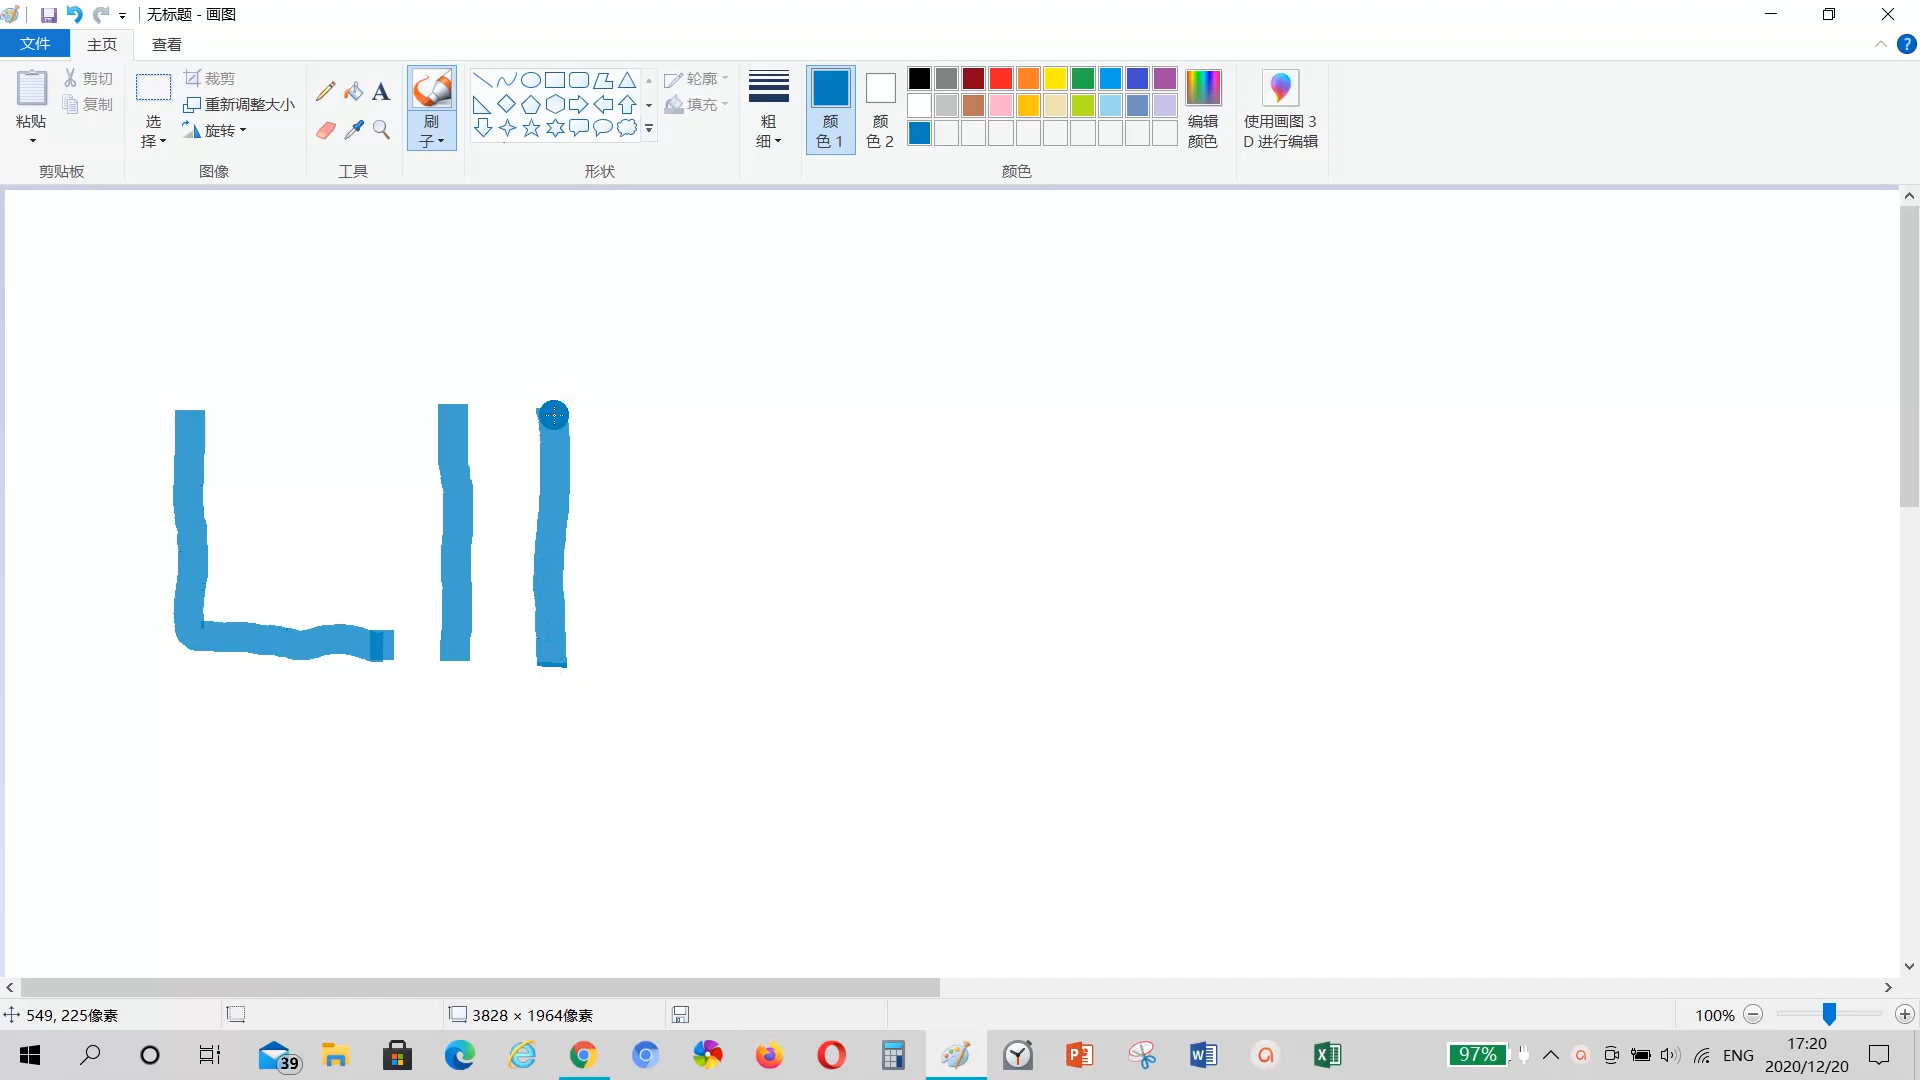 无标题 - 画图
文件 主页 查看
粘贴 剪切 复制
选择 裁剪 重新调整大小 旋转
A
刷子
轮廓 填充
粗细
颜色 1
颜色 2
编辑颜色
使用画图 3D 进行编辑
剪贴板 图像 工具 形状 颜色
LII
549, 225像素 3828 × 1964像素 100%
39 97% ENG 17:20
2020/12/20